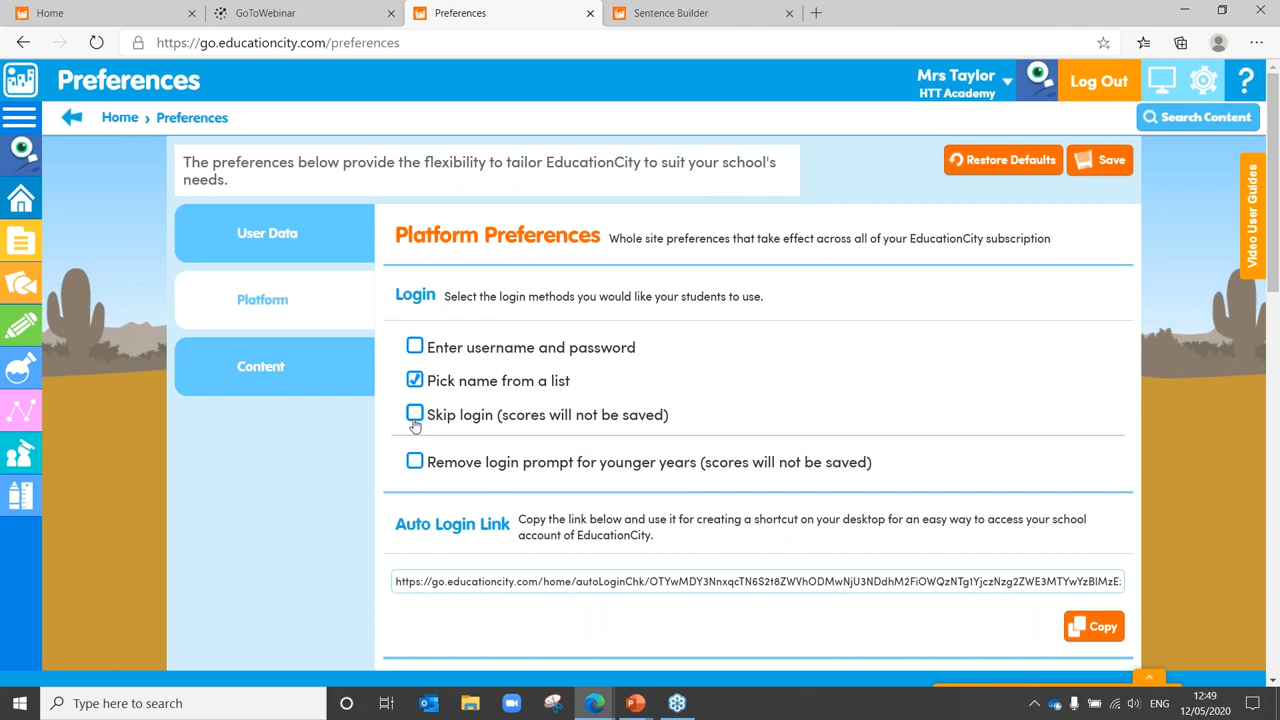 Home
GoToWebinar
Preferences
Sentence Builder
https://go.educationcity.com/preferences
Preferences
Mrs Taylor
HTT Academy
Log Out
?
Home › Preferences
Search Content
The preferences below provide the flexibility to tailor EducationCity to suit your school's
needs.
Restore Defaults
Save
Video User Guides
User Data
Platform
Content
Platform Preferences Whole site preferences that take effect across all of your EducationCity subscription
Login Select the login methods you would like your students to use.
Enter username and password
Pick name from a list
Skip login (scores will not be saved)
Remove login prompt for younger years (scores will not be saved)
Auto Login Link Copy the link below and use it for creating a shortcut on your desktop for an easy way to access your school
account of EducationCity.
Copy
Type here to search
ENG
12:49
12/05/2020